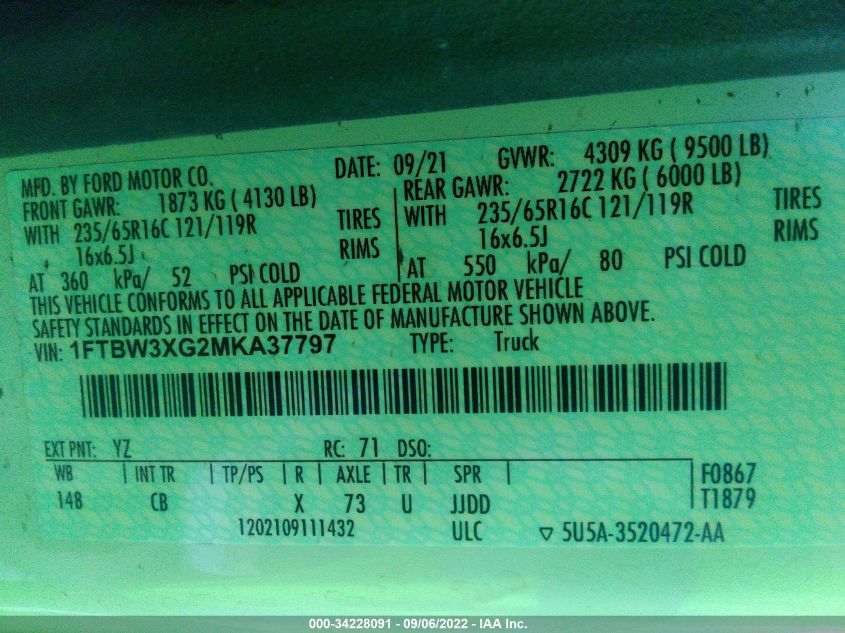 MFD. BY FORD MOTOR CO. DATE: 09/21 GVWR: 4309 KG ( 9500 LB)
FRONT GAWR: 1873 KG ( 4130 LB) REAR GAWR: 2722 KG ( 6000 LB)
WITH 235/65R16C 121/119R TIRES WITH 235/65R16C 121/119R TIRES
16x6.5J RIMS 16x6.5J RIMS
AT 360 kPa/ 52 PSI COLD AT 550 kPa/ 80 PSI COLD
THIS VEHICLE CONFORMS TO ALL APPLICABLE FEDERAL MOTOR VEHICLE
SAFETY STANDARDS IN EFFECT ON THE DATE OF MANUFACTURE SHOWN ABOVE.
VIN: 1FTBW3XG2MKA37797 TYPE: Truck
EXT PNT: YZ RC: 71 DSO:
WB | INT TR | TP/PS | R | AXLE | TR | SPR | F0867
148 CB X 73 U JJDD T1879
1202109111432 ULC ▽ 5U5A-3520472-AA
000-34228091 - 09/06/2022 - IAA Inc.